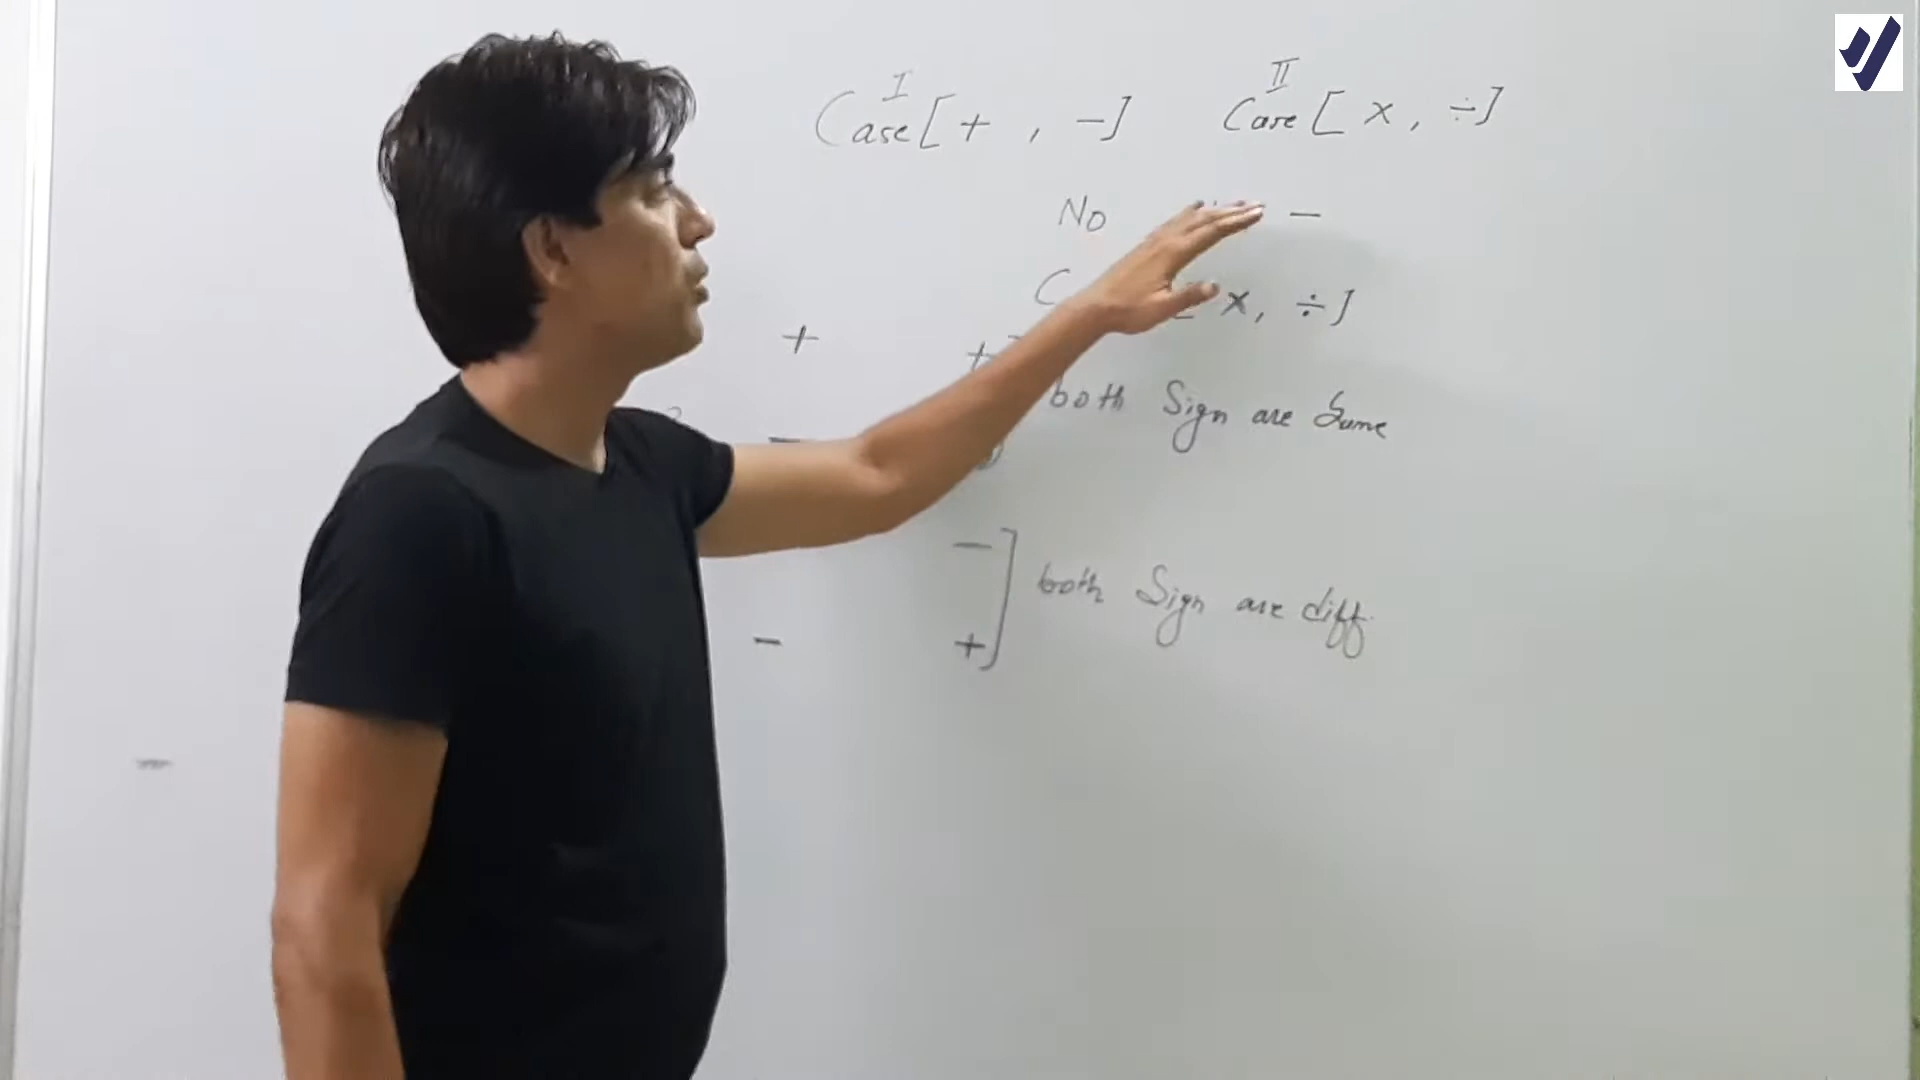 I II
Case [ + , - ] Case [ x , ÷ ]
No -
x, ÷ ]
+ +
both Sign are Same
-
- ] both Sign are diff.
- +
-